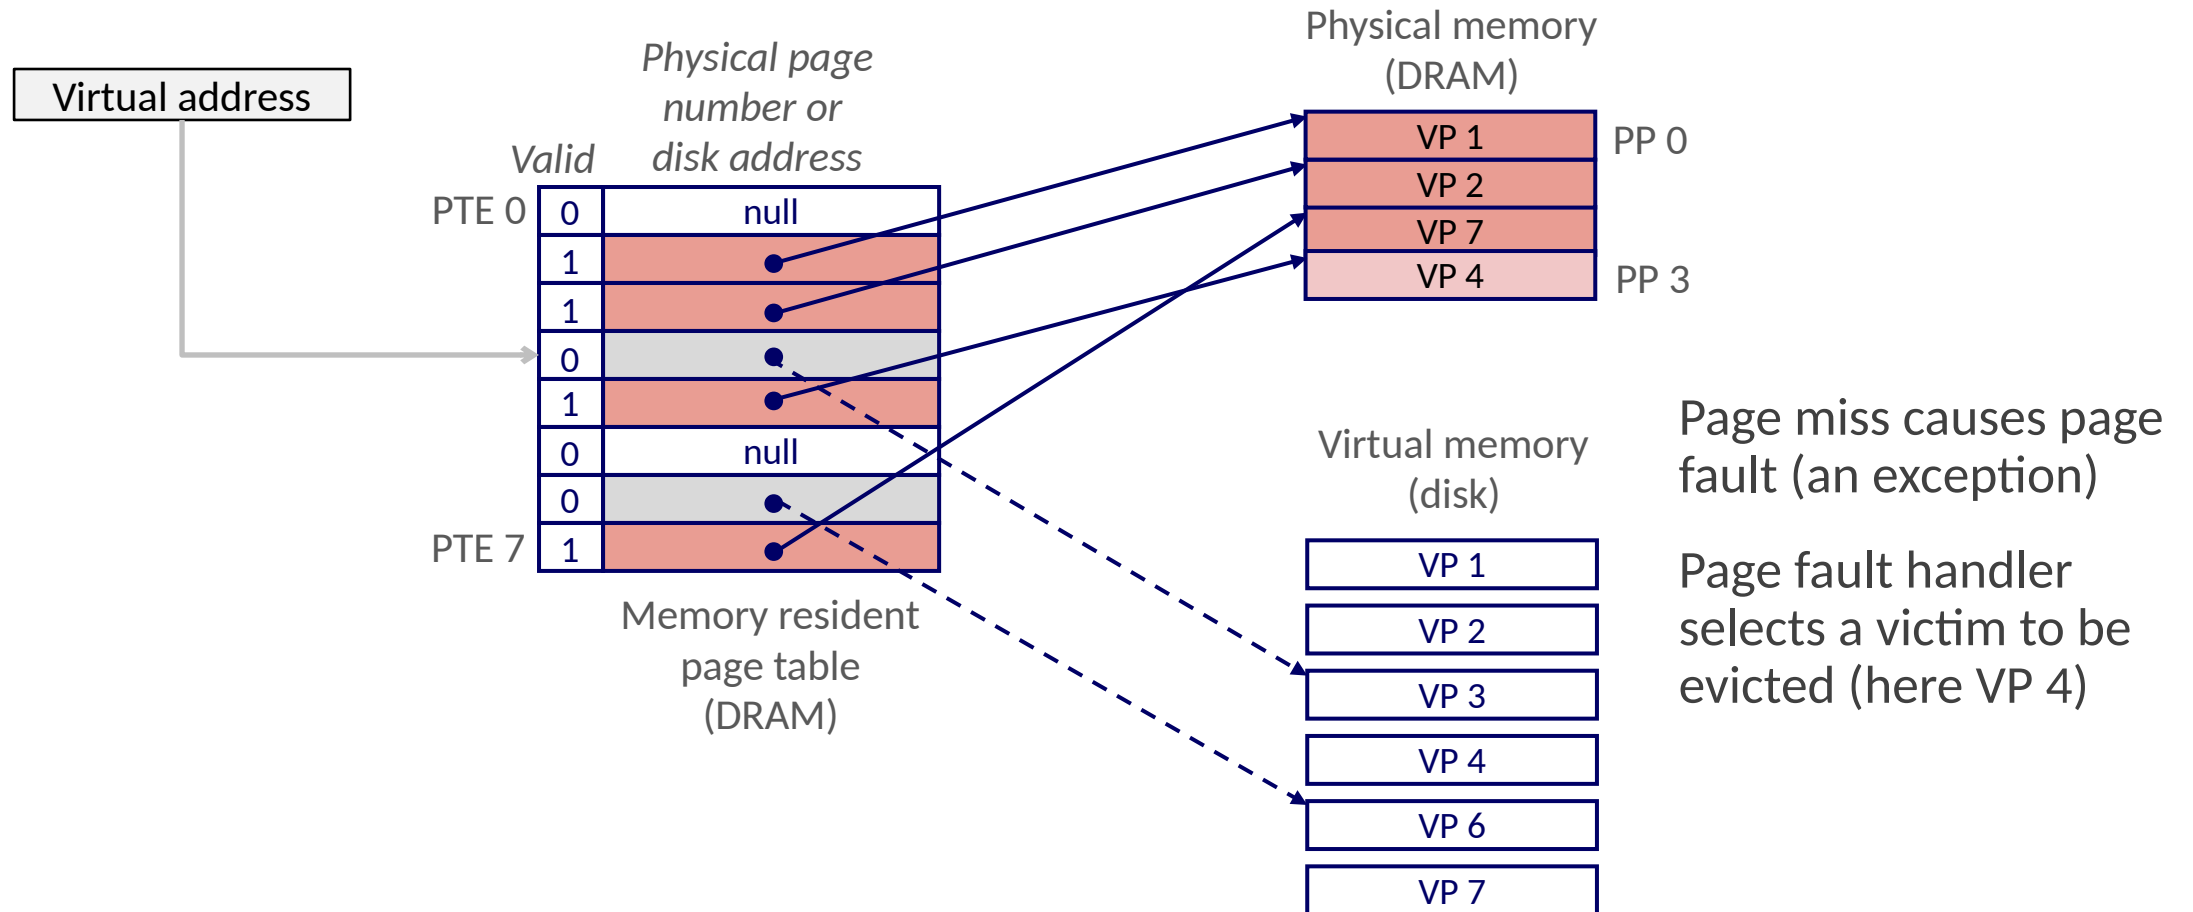 Virtual address
Physical page
number or
disk address
Valid
PTE 0
0
null
1
1
0
1
0
null
0
PTE 7
1
Memory resident
page table
(DRAM)
Physical memory
(DRAM)
VP 1
PP 0
VP 2
VP 7
VP 4
PP 3
Virtual memory
(disk)
VP 1
VP 2
VP 3
VP 4
VP 6
VP 7
Page miss causes page
fault (an exception)
Page fault handler
selects a victim to be
evicted (here VP 4)